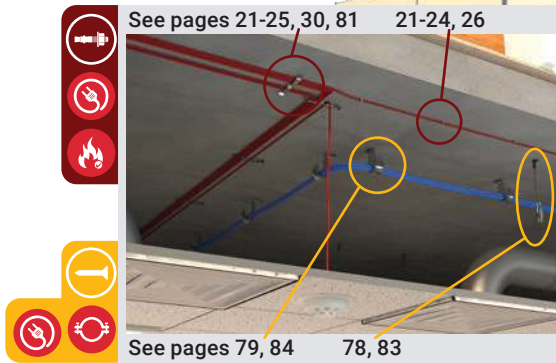 See pages 21-25, 30, 81 21-24, 26
See pages 79, 84 78, 83